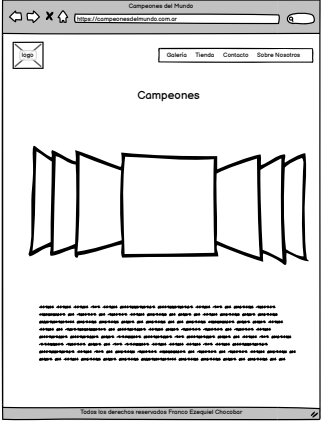 Campeones del Mundo
https://campeonesdelmundo.com.ar
logo
Galería Tienda Contacto Sobre Nosotros
Campeones
Todos los derechos reservados Franco Ezequiel Chocobar